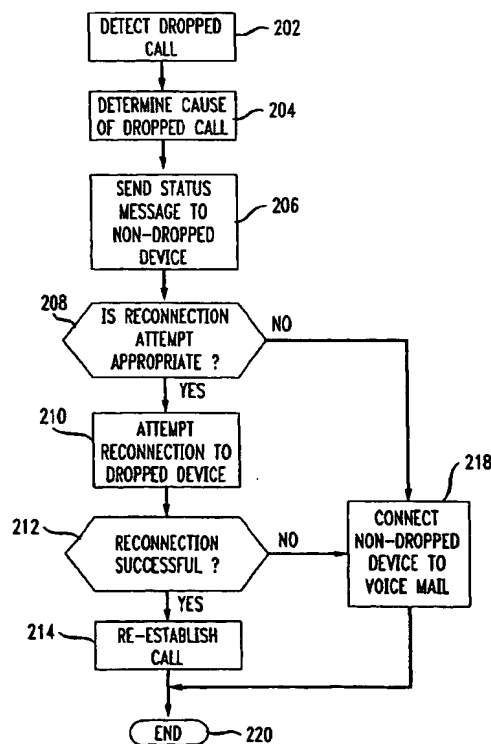 DETECT DROPPED
CALL
202
DETERMINE CAUSE
OF DROPPED CALL
204
SEND STATUS
MESSAGE TO
NON-DROPPED
DEVICE
206
208
IS RECONNECTION
ATTEMPT
APPROPRIATE ?
NO
YES
210
ATTEMPT
RECONNECTION TO
DROPPED DEVICE
218
CONNECT
NON-DROPPED
DEVICE TO
VOICE MAIL
212
RECONNECTION
SUCCESSFUL ?
NO
YES
214
RE-ESTABLISH
CALL
END
220